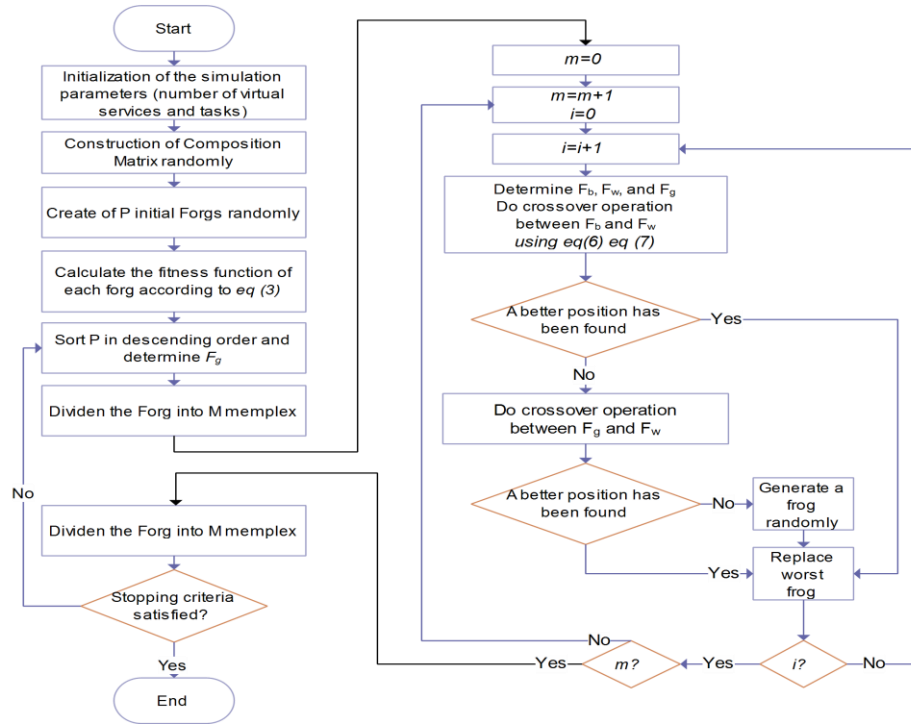 Start
Initialization of the simulation
parameters (number of virtual
services and tasks)
Construction of Composition
Matrix randomly
Create of P initial Forgs randomly
Calculate the fitness function of
each forg according to eq (3)
Sort P in descending order and
determine Fg
Dividen the Forg into M memplex
No
Dividen the Forg into M memplex
Stopping criteria
satisfied?
Yes
End
m=0
m=m+1
i=0
i=i+1
Determine Fb, Fw, and Fg
Do crossover operation
between Fb and Fw
using eq(6) eq (7)
A better position has
been found
Yes
No
Do crossover operation
between Fg and Fw
A better position has
been found
No
Generate a
frog
randomly
Yes
Replace
worst
frog
No
Yes
m?
Yes
i?
No